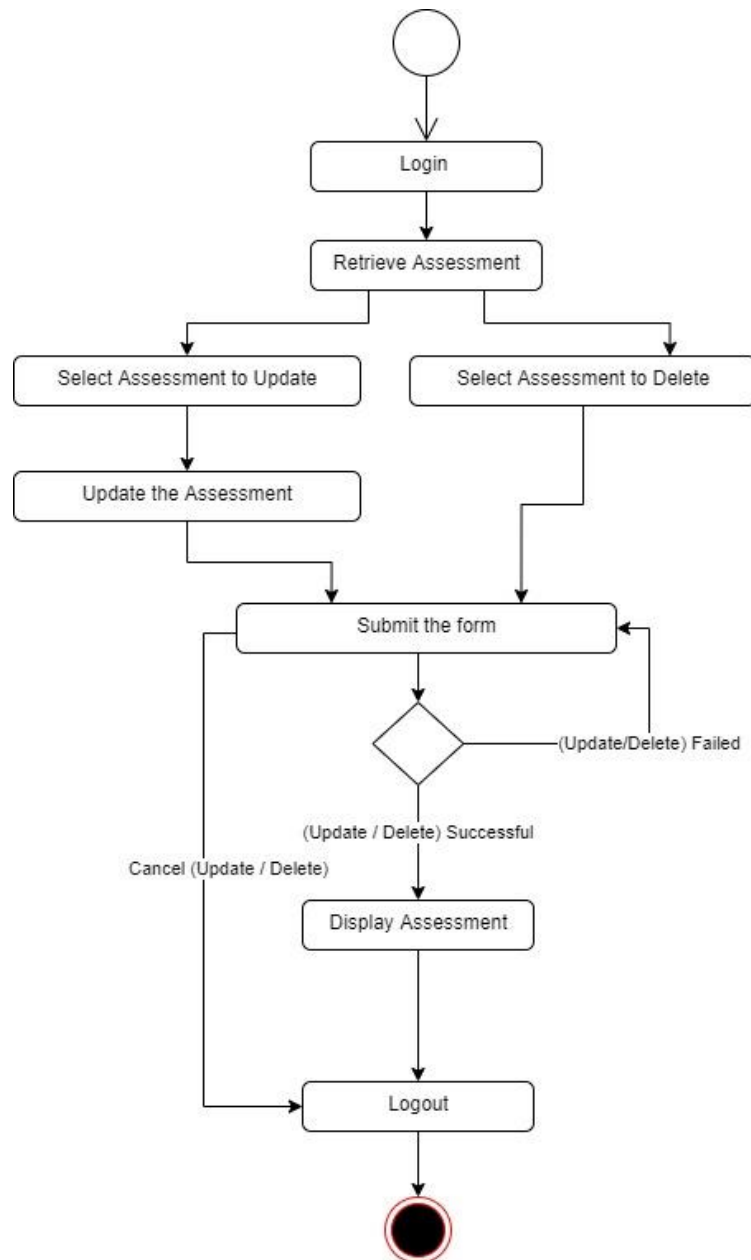 Login
Retrieve Assessment
Select Assessment to Update
Select Assessment to Delete
Update the Assessment
Submit the form
(Update/Delete) Failed
(Update / Delete) Successful
Cancel (Update / Delete)
Display Assessment
Logout